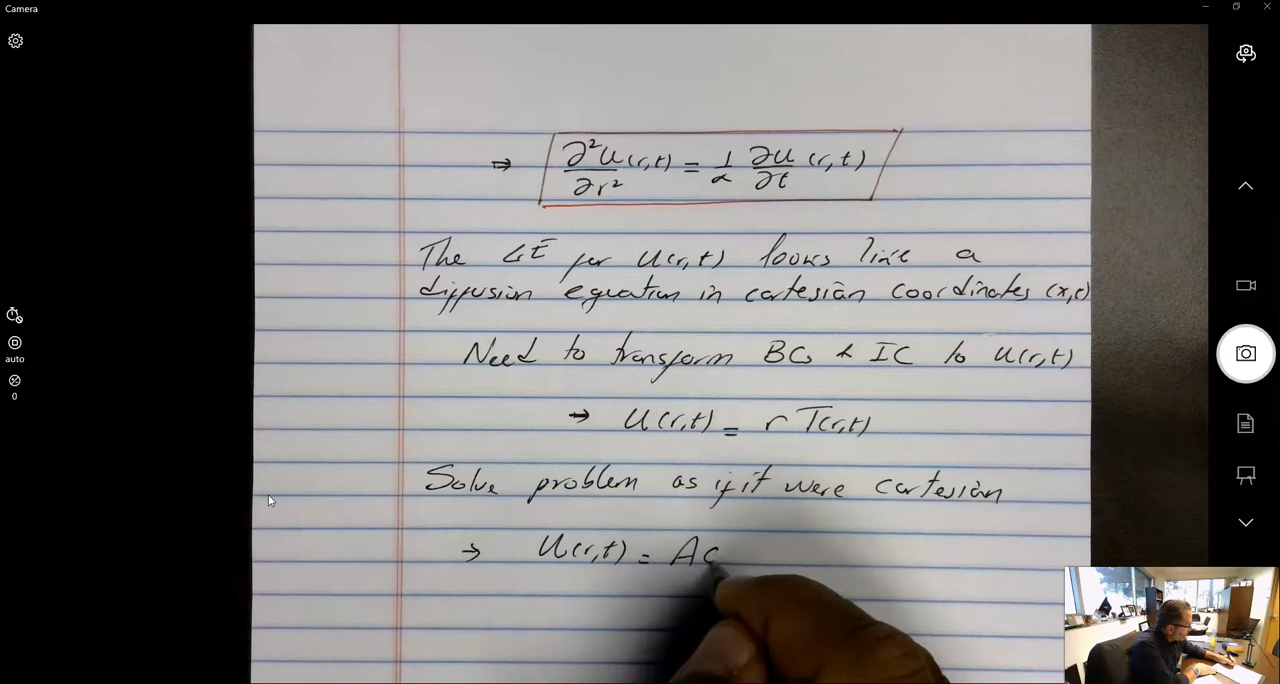 Camera
⇒ ∂²U(r,t)/∂r² = 1/α ∂U/∂t (r,t)
The GE for U(r,t) looks like a
diffusion equation in cartesian coordinates (x,t)
Need to transform BCs & IC to U(r,t)
→ U(r,t) = r T(r,t)
Solve problem as if it were cartesian
→ U(r,t) = Ac
auto
0